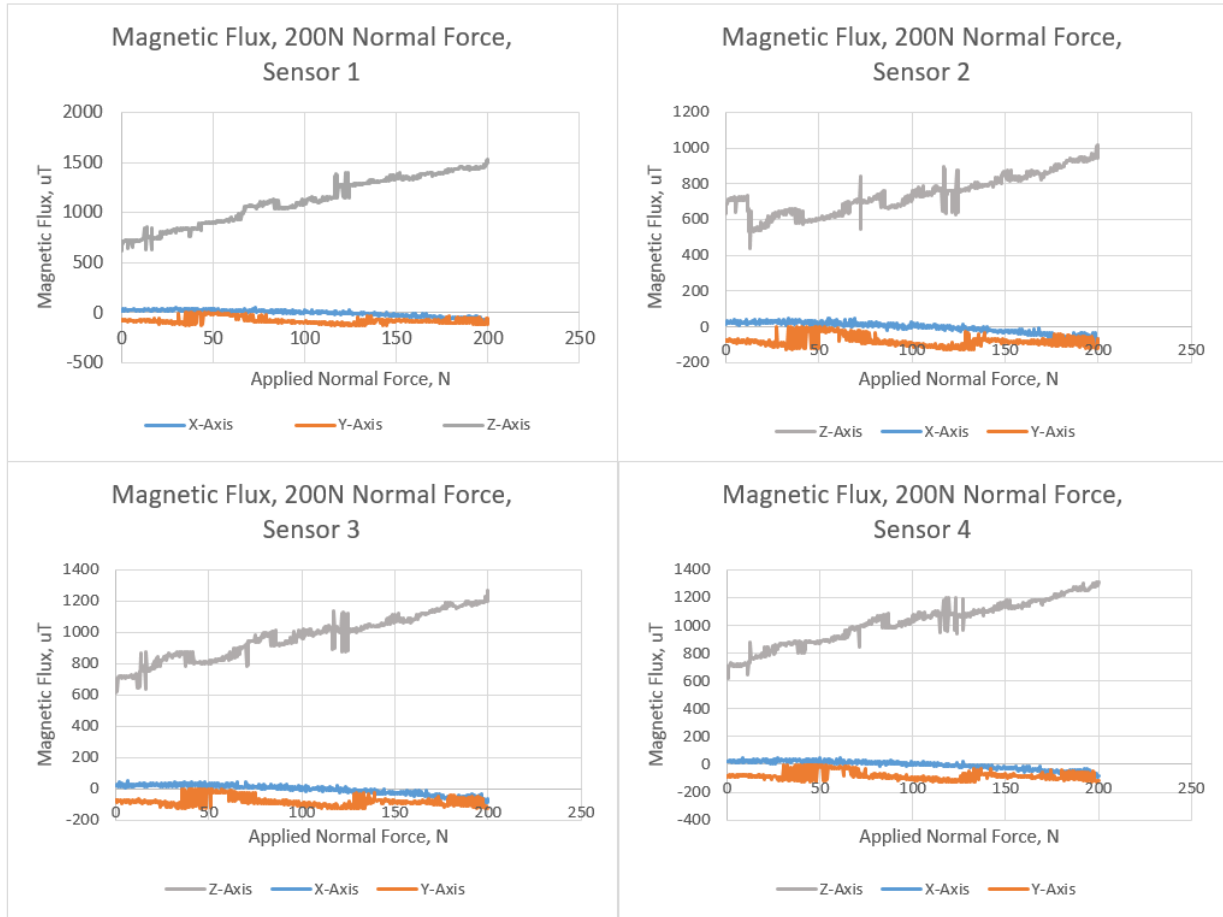 Magnetic Flux, 200N Normal Force,
Sensor 1
2000
1500
1000
500
0
-500
0 50 100 150 200 250
Magnetic Flux, uT
Applied Normal Force, N
X-Axis Y-Axis Z-Axis
Magnetic Flux, 200N Normal Force,
Sensor 2
1200
1000
800
600
400
200
0
-200
0 50 100 150 200 250
Magnetic Flux, uT
Applied Normal Force, N
Z-Axis X-Axis Y-Axis
Magnetic Flux, 200N Normal Force,
Sensor 3
1400
1200
1000
800
600
400
200
0
-200
0 50 100 150 200 250
Magnetic Flux, uT
Applied Normal Force, N
Z-Axis X-Axis Y-Axis
Magnetic Flux, 200N Normal Force,
Sensor 4
1400
1200
1000
800
600
400
200
0
-200
-400
0 50 100 150 200 250
Magnetic Flux, uT
Applied Normal Force, N
Z-Axis X-Axis Y-Axis